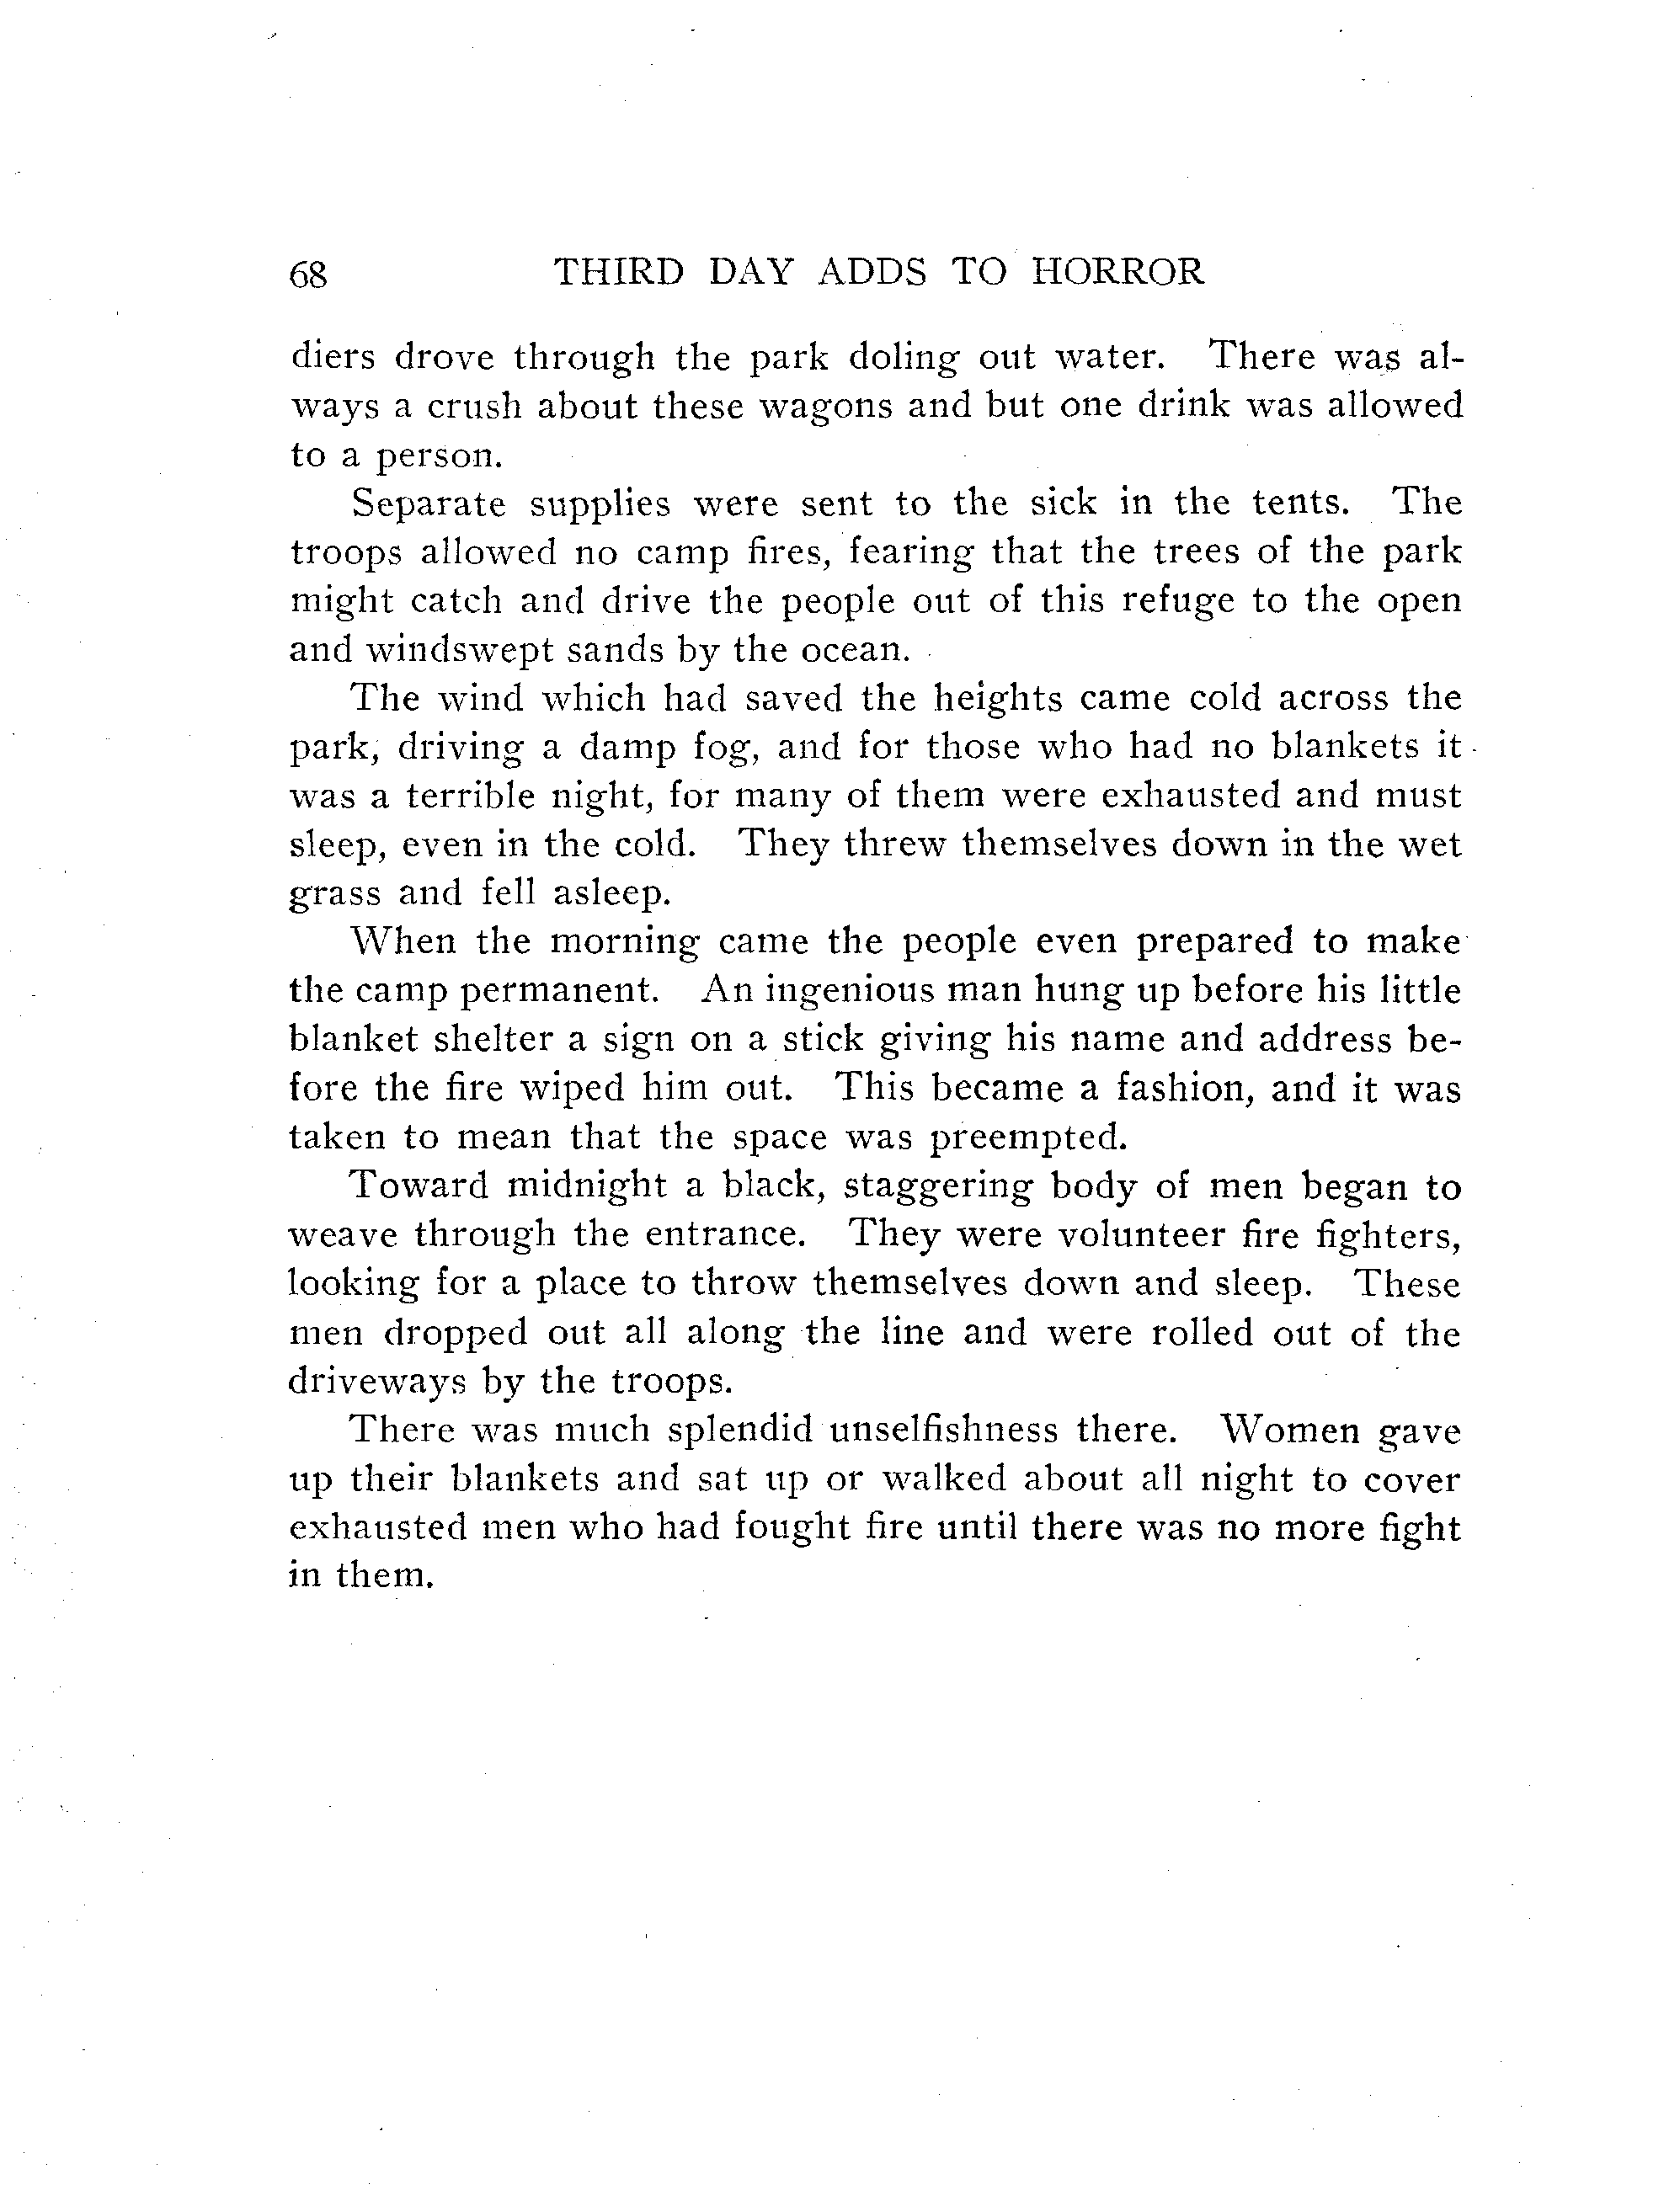 68 THIRD DAY ADDS TO HORROR
diers drove through the park doling out water. There was al-
ways a crush about these wagons and but one drink was allowed
to a person.
Separate supplies were sent to the sick in the tents. The
troops allowed no camp fires, fearing that the trees of the park
might catch and drive the people out of this refuge to the open
and windswept sands by the ocean.
The wind which had saved the heights came cold across the
park, driving a damp fog, and for those who had no blankets it
was a terrible night, for many of them were exhausted and must
sleep, even in the cold. They threw themselves down in the wet
grass and fell asleep.
When the morning came the people even prepared to make
the camp permanent. An ingenious man hung up before his little
blanket shelter a sign on a stick giving his name and address be-
fore the fire wiped him out. This became a fashion, and it was
taken to mean that the space was preempted.
Toward midnight a black, staggering body of men began to
weave through the entrance. They were volunteer fire fighters,
looking for a place to throw themselves down and sleep. These
men dropped out all along the line and were rolled out of the
driveways by the troops.
There was much splendid unselfishness there. Women gave
up their blankets and sat up or walked about all night to cover
exhausted men who had fought fire until there was no more fight
in them.